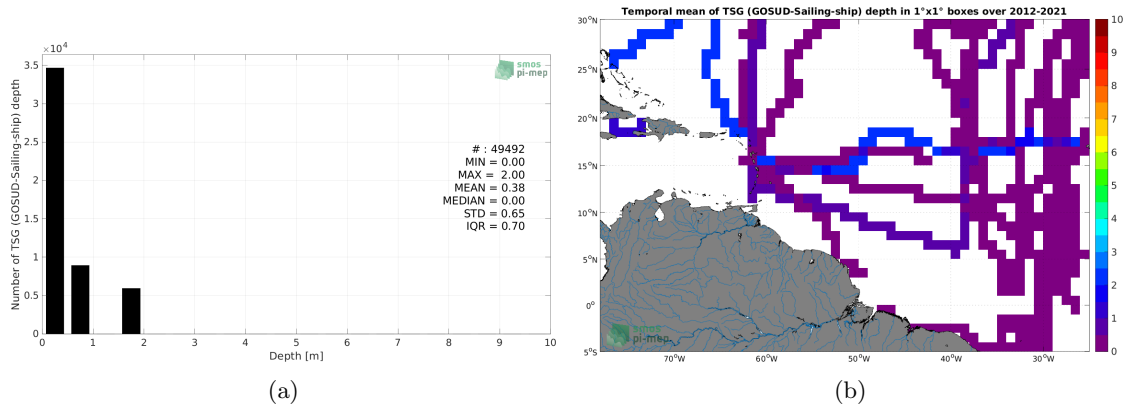 ×10⁴
3.5
3
2.5
2
1.5
1
0.5
0
0 1 2 3 4 5 6 7 8 9 10
Number of TSG (GOSUD-Sailing-ship) depth
Depth [m]
smos
pi-mep
# : 49492
MIN = 0.00
MAX = 2.00
MEAN = 0.38
MEDIAN = 0.00
STD = 0.65
IQR = 0.70
(a)
Temporal mean of TSG (GOSUD-Sailing-ship) depth in 1°x1° boxes over 2012-2021
30°N
25°N
20°N
15°N
10°N
5°N
0°
5°S
70°W 60°W 50°W 40°W 30°W
smos
pi-mep
10
9
8
7
6
5
4
3
2
1
0
(b)